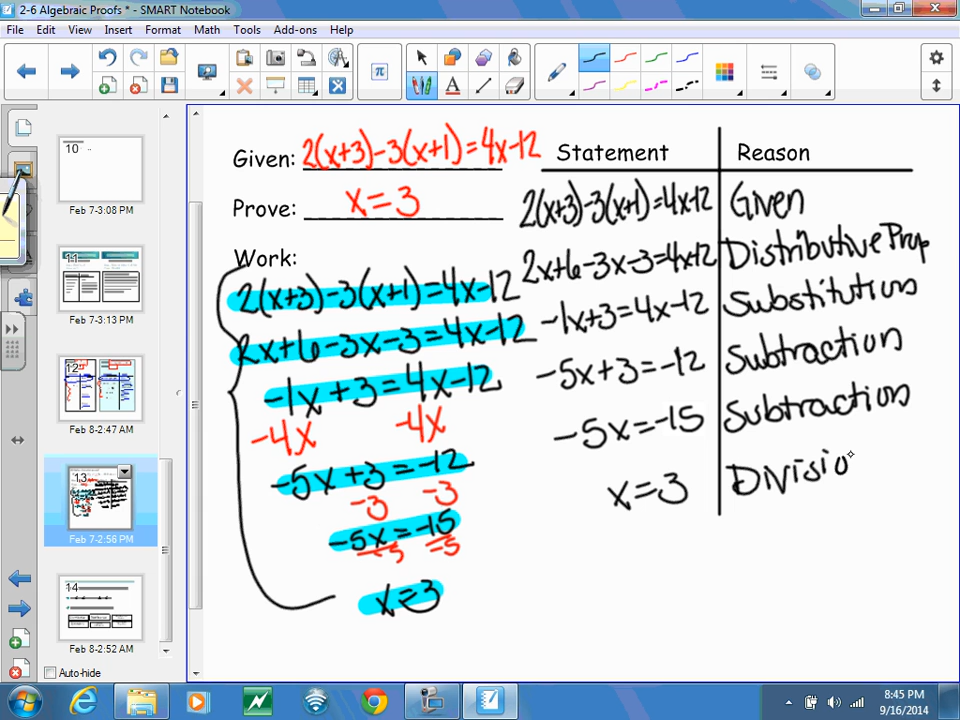 2-6 Algebraic Proofs * - SMART Notebook
File Edit View Insert Format Math Tools Add-ons Help
10
Feb 7-3:08 PM
11
Feb 7-3:13 PM
12
Feb 8-2:47 AM
13
Feb 7-2:56 PM
14
Feb 8-2:52 AM
Auto-hide
Given: 2(x+3)-3(x+1)=4x-12
Prove: x=3
Work:
2(x+3)-3(x+1)=4x-12
2x+6-3x-3=4x-12
-1x+3=4x-12
-4x -4x
-5x+3=-12
-3 -3
-5x=-15
-5 -5
x=3
Statement Reason
2(x+3)-3(x+1)=4x-12 Given
2x+6-3x-3=4x+12 Distributive Prop
-1x+3=4x-12 Substitution
-5x+3=-12 Subtraction
-5x=-15 Subtraction
x=3 Divisio
8:45 PM
9/16/2014